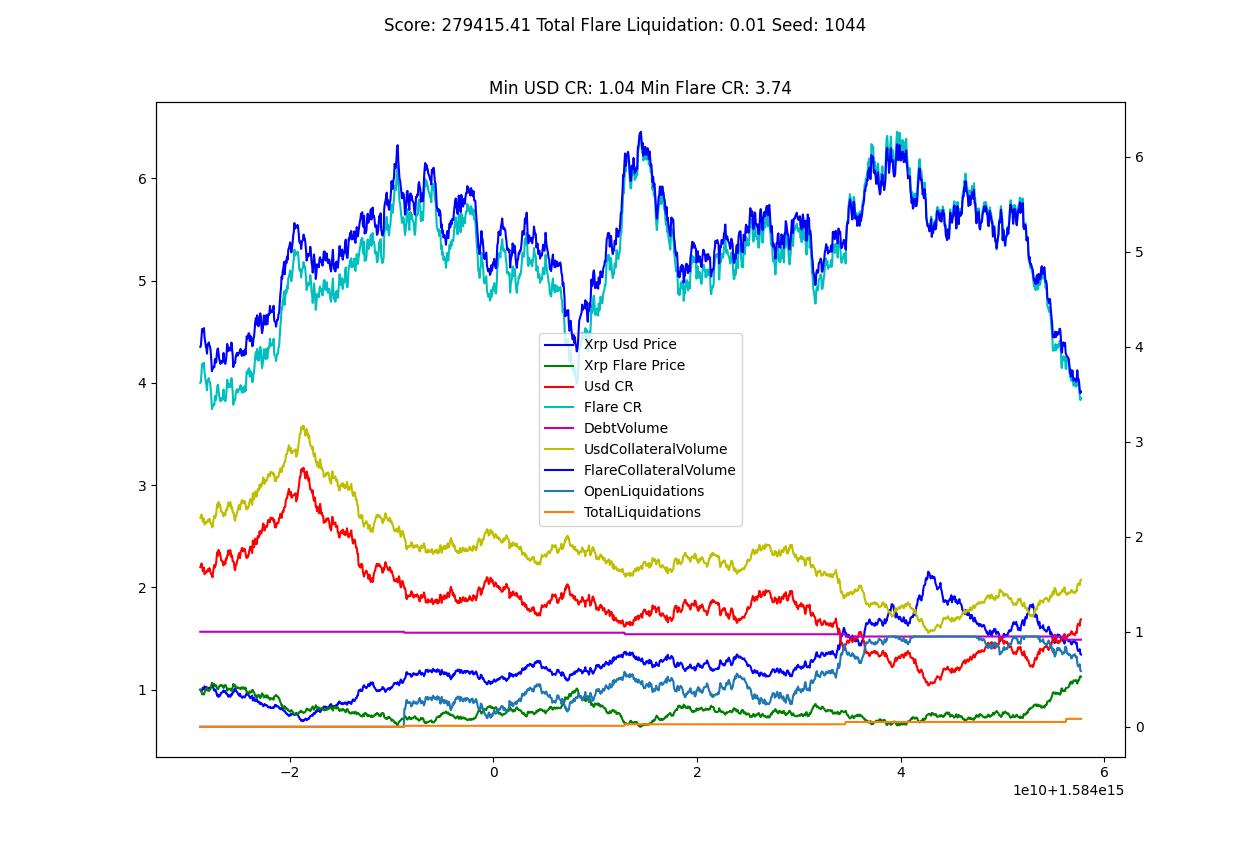 Score: 279415.41 Total Flare Liquidation: 0.01 Seed: 1044
Min USD CR: 1.04 Min Flare CR: 3.74
6
5
4
3
2
1
6
5
4
3
2
1
0
Xrp Usd Price
Xrp Flare Price
Usd CR
Flare CR
DebtVolume
UsdCollateralVolume
FlareCollateralVolume
OpenLiquidations
TotalLiquidations
−2 0 2 4 6
1e10+1.584e15